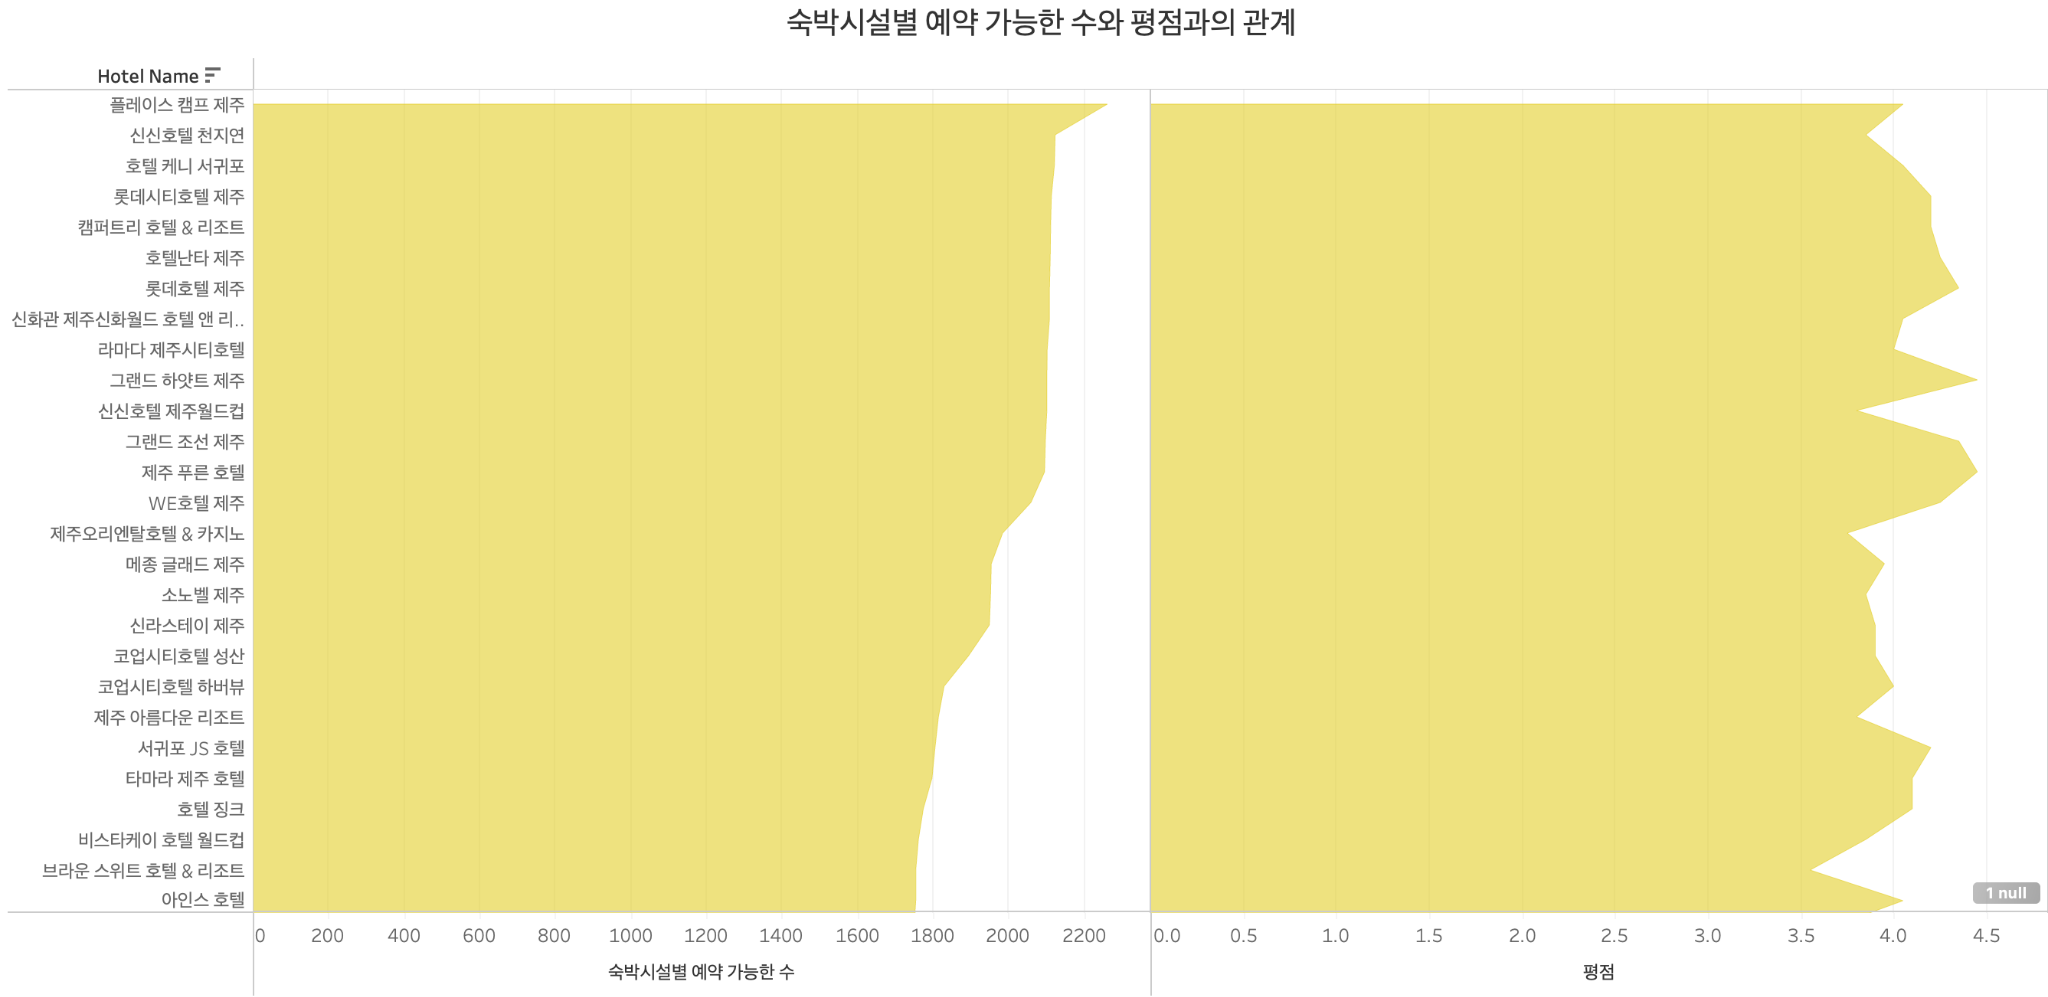 숙박시설별 예약 가능한 수와 평점과의 관계
Hotel Name
플레이스 캠프 제주
신신호텔 천지연
호텔 케니 서귀포
롯데시티호텔 제주
캠퍼트리 호텔 & 리조트
호텔난타 제주
롯데호텔 제주
신화관 제주신화월드 호텔 앤 리..
라마다 제주시티호텔
그랜드 하얏트 제주
신신호텔 제주월드컵
그랜드 조선 제주
제주 푸른 호텔
WE호텔 제주
제주오리엔탈호텔 & 카지노
메종 글래드 제주
소노벨 제주
신라스테이 제주
코업시티호텔 성산
코업시티호텔 하버뷰
제주 아름다운 리조트
서귀포 JS 호텔
타마라 제주 호텔
호텔 징크
비스타케이 호텔 월드컵
브라운 스위트 호텔 & 리조트
아인스 호텔
1 null
0 200 400 600 800 1000 1200 1400 1600 1800 2000 2200
0.0 0.5 1.0 1.5 2.0 2.5 3.0 3.5 4.0 4.5
숙박시설별 예약 가능한 수
평점